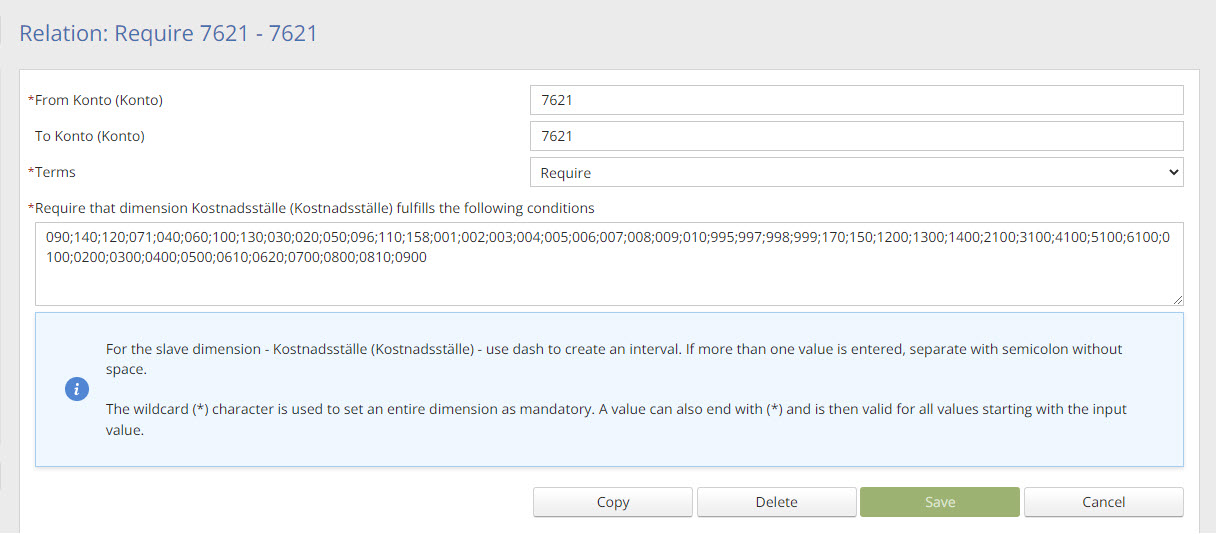 Relation: Require 7621 - 7621
*From Konto (Konto)
7621
To Konto (Konto)
7621
*Terms
Require
*Require that dimension Kostnadsställe (Kostnadsställe) fulfills the following conditions
090;140;120;071;040;060;100;130;030;020;050;096;110;158;001;002;003;004;005;006;007;008;009;010;995;997;998;999;170;150;1200;1300;1400;2100;3100;4100;5100;6100;0
100;0200;0300;0400;0500;0610;0620;0700;0800;0810;0900
For the slave dimension - Kostnadsställe (Kostnadsställe) - use dash to create an interval. If more than one value is entered, separate with semicolon without
space.
The wildcard (*) character is used to set an entire dimension as mandatory. A value can also end with (*) and is then valid for all values starting with the input
value.
Copy
Delete
Save
Cancel